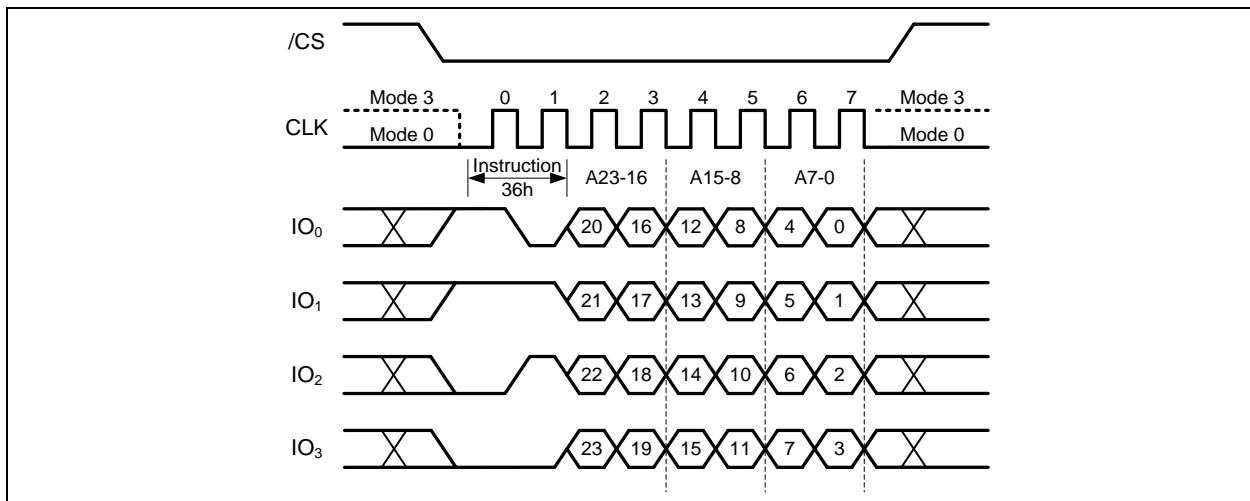 /CS
Mode 3 0 1 2 3 4 5 6 7 Mode 3
CLK
Mode 0 Mode 0
Instruction
36h
A23-16 A15-8 A7-0
IO0 20 16 12 8 4 0
IO1 21 17 13 9 5 1
IO2 22 18 14 10 6 2
IO3 23 19 15 11 7 3